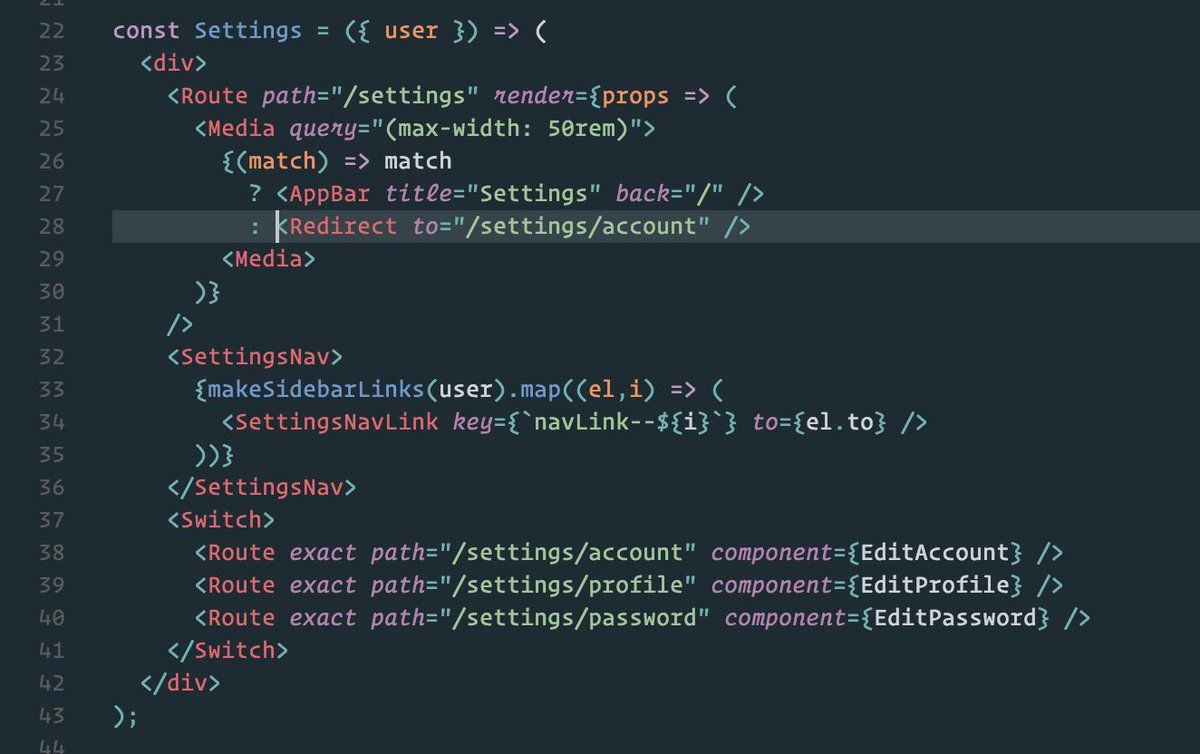 21
22 const Settings = ({ user }) => (
23 <div>
24 <Route path="/settings" render={props => (
25 <Media query="(max-width: 50rem)">
26 {(match) => match
27 ? <AppBar title="Settings" back="/" />
28 : <Redirect to="/settings/account" />
29 <Media>
30 )}
31 />
32 <SettingsNav>
33 {makeSidebarLinks(user).map((el,i) => (
34 <SettingsNavLink key={`navLink--${i}`} to={el.to} />
35 ))}
36 </SettingsNav>
37 <Switch>
38 <Route exact path="/settings/account" component={EditAccount} />
39 <Route exact path="/settings/profile" component={EditProfile} />
40 <Route exact path="/settings/password" component={EditPassword} />
41 </Switch>
42 </div>
43 );
44